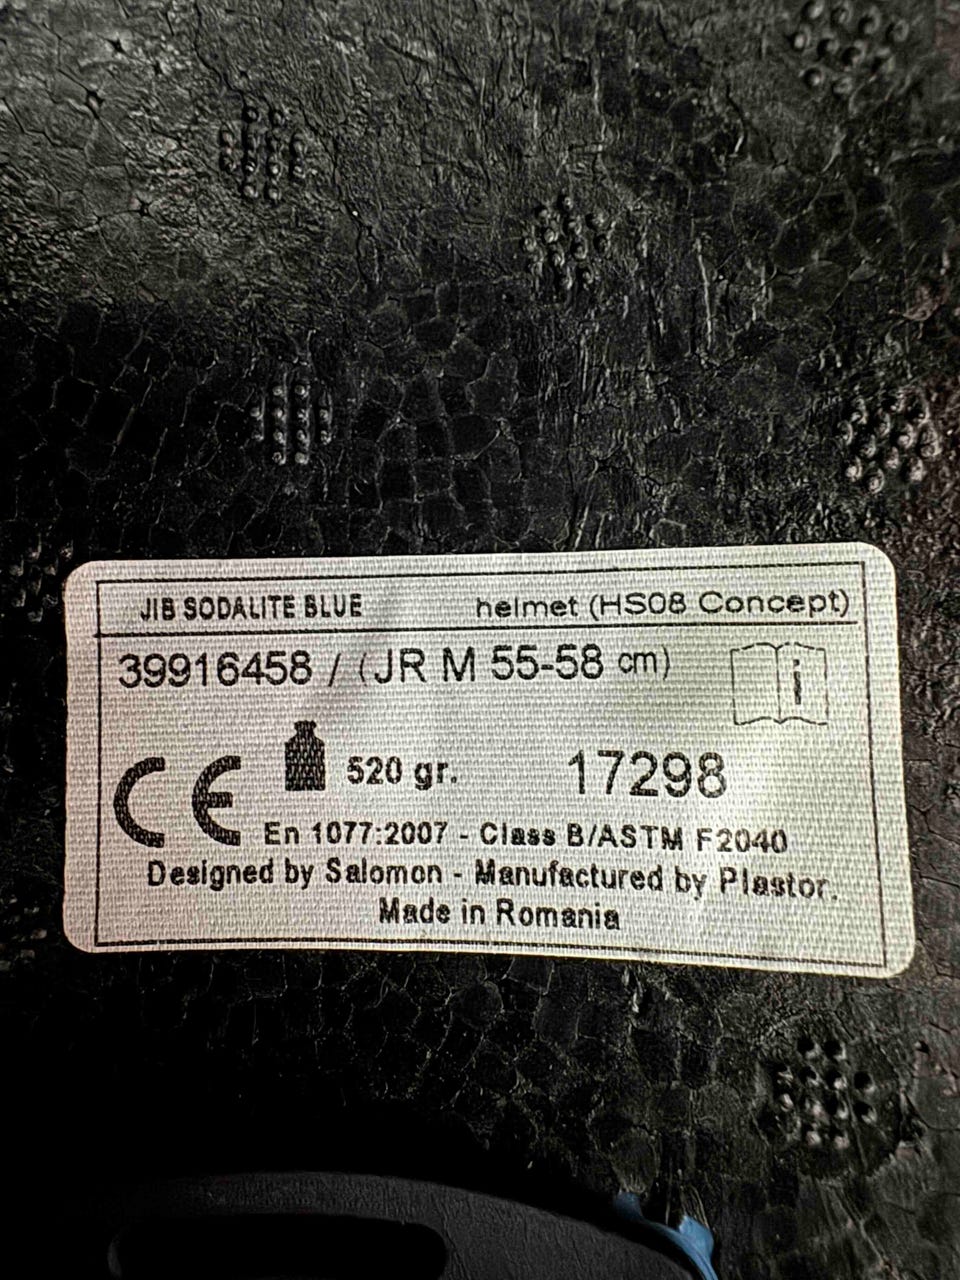 JIB SODALITE BLUE helmet (HS08 Concept)
39916458 / (JR M 55-58 cm)
i
520 gr. 17298
CE
En 1077:2007 - Class B/ASTM F2040
Designed by Salomon - Manufactured by Plastor.
Made in Romania